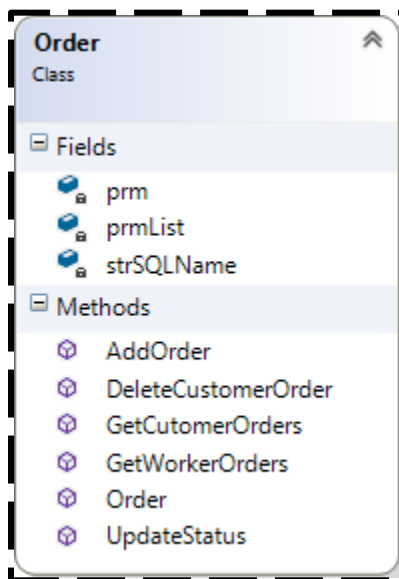 Order
Class
Fields
prm
prmList
strSQLName
Methods
AddOrder
DeleteCustomerOrder
GetCutomerOrders
GetWorkerOrders
Order
UpdateStatus